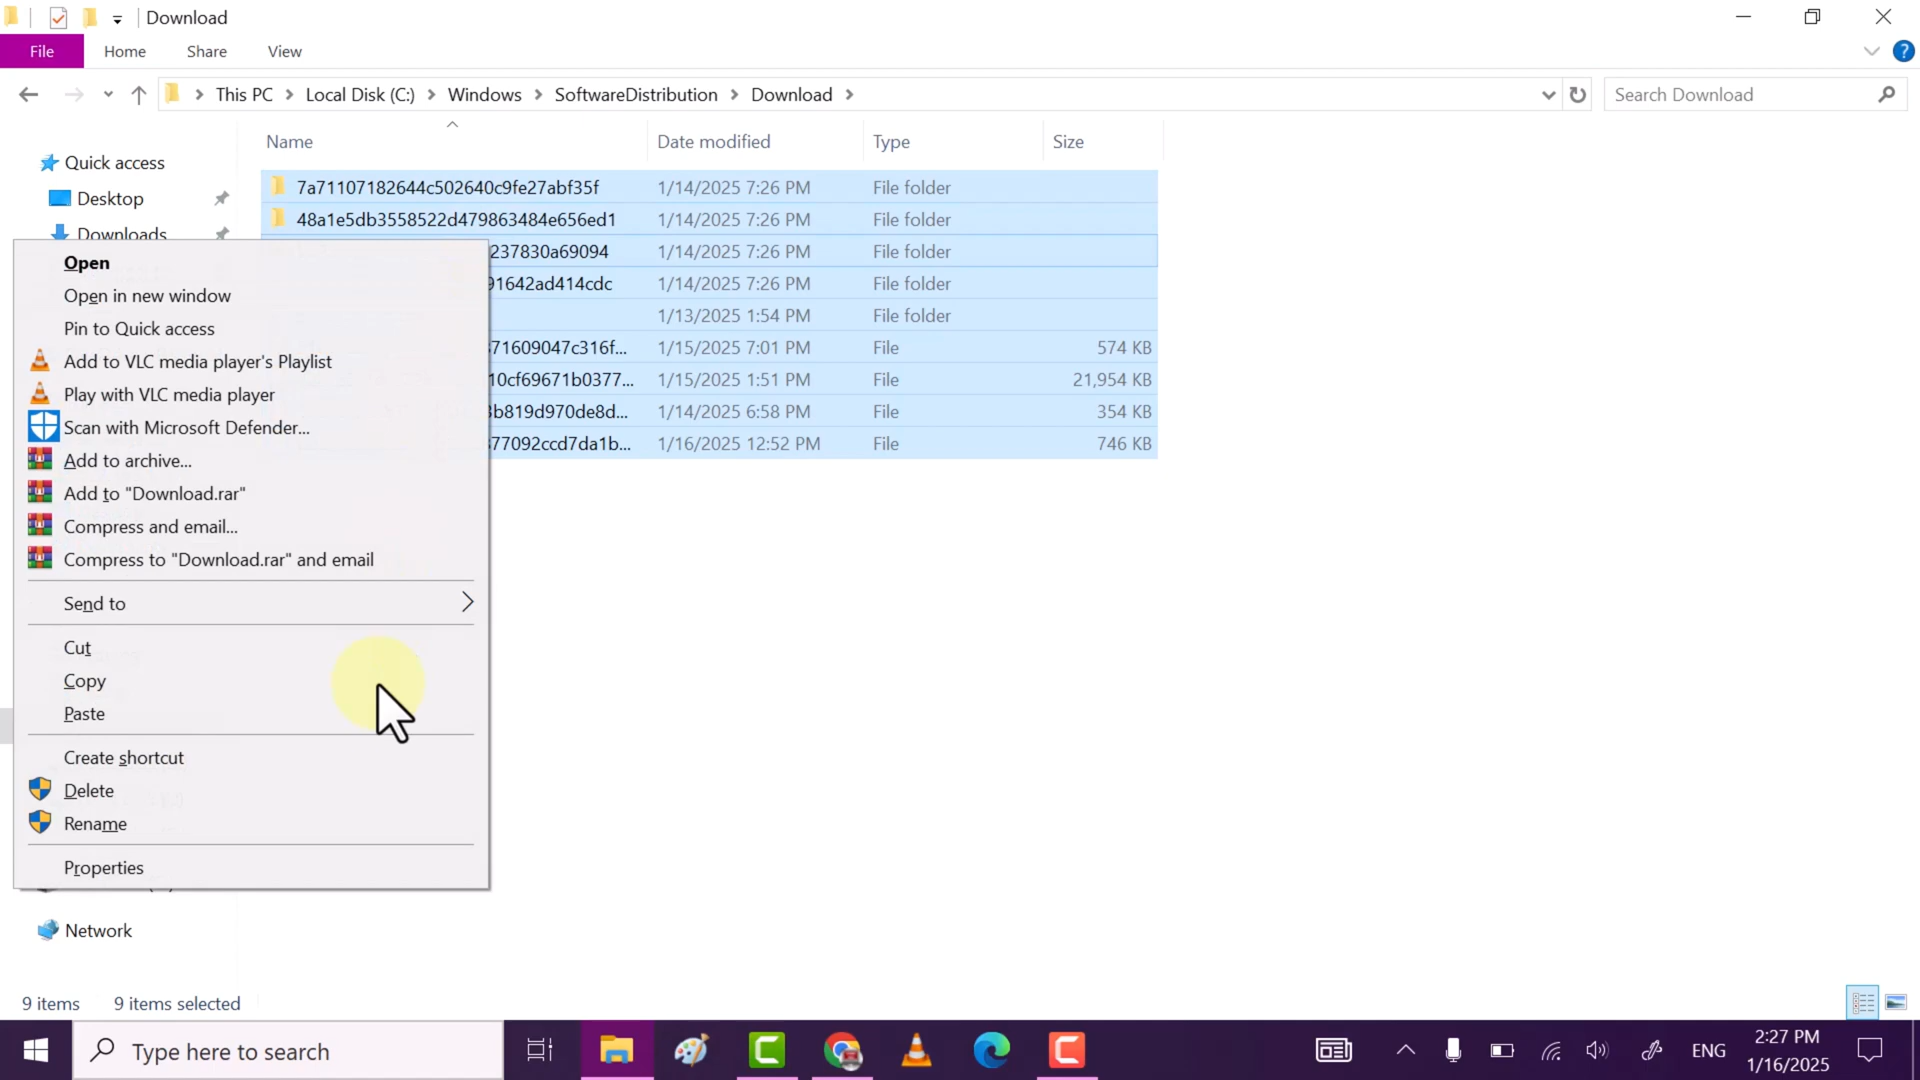 Download
File Home Share View
This PC Local Disk (C:) Windows SoftwareDistribution Download
Search Download
Name Date modified Type Size
Quick access
Desktop
Downloads
7a71107182644c502640c9fe27abf35f 1/14/2025 7:26 PM File folder
48a1e5db3558522d479863484e656ed1 1/14/2025 7:26 PM File folder
237830a69094 1/14/2025 7:26 PM File folder
91642ad414cdc 1/14/2025 7:26 PM File folder
1/13/2025 1:54 PM File folder
371609047c316f... 1/15/2025 7:01 PM File 574 KB
10cf69671b0377... 1/15/2025 1:51 PM File 21,954 KB
3b819d970de8d... 1/14/2025 6:58 PM File 354 KB
377092ccd7da1b... 1/16/2025 12:52 PM File 746 KB
Open
Open in new window
Pin to Quick access
Add to VLC media player's Playlist
Play with VLC media player
Scan with Microsoft Defender...
Add to archive...
Add to "Download.rar"
Compress and email...
Compress to "Download.rar" and email
Send to
Cut
Copy
Paste
Create shortcut
Delete
Rename
Properties
Network
9 items 9 items selected
Type here to search
ENG
2:27 PM
1/16/2025